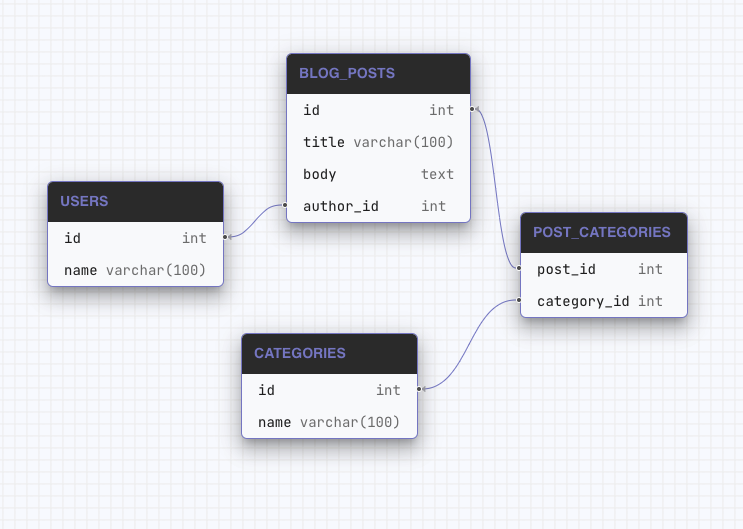 BLOG_POSTS
id int
title varchar(100)
body text
author_id int
USERS
id int
name varchar(100)
POST_CATEGORIES
post_id int
category_id int
CATEGORIES
id int
name varchar(100)